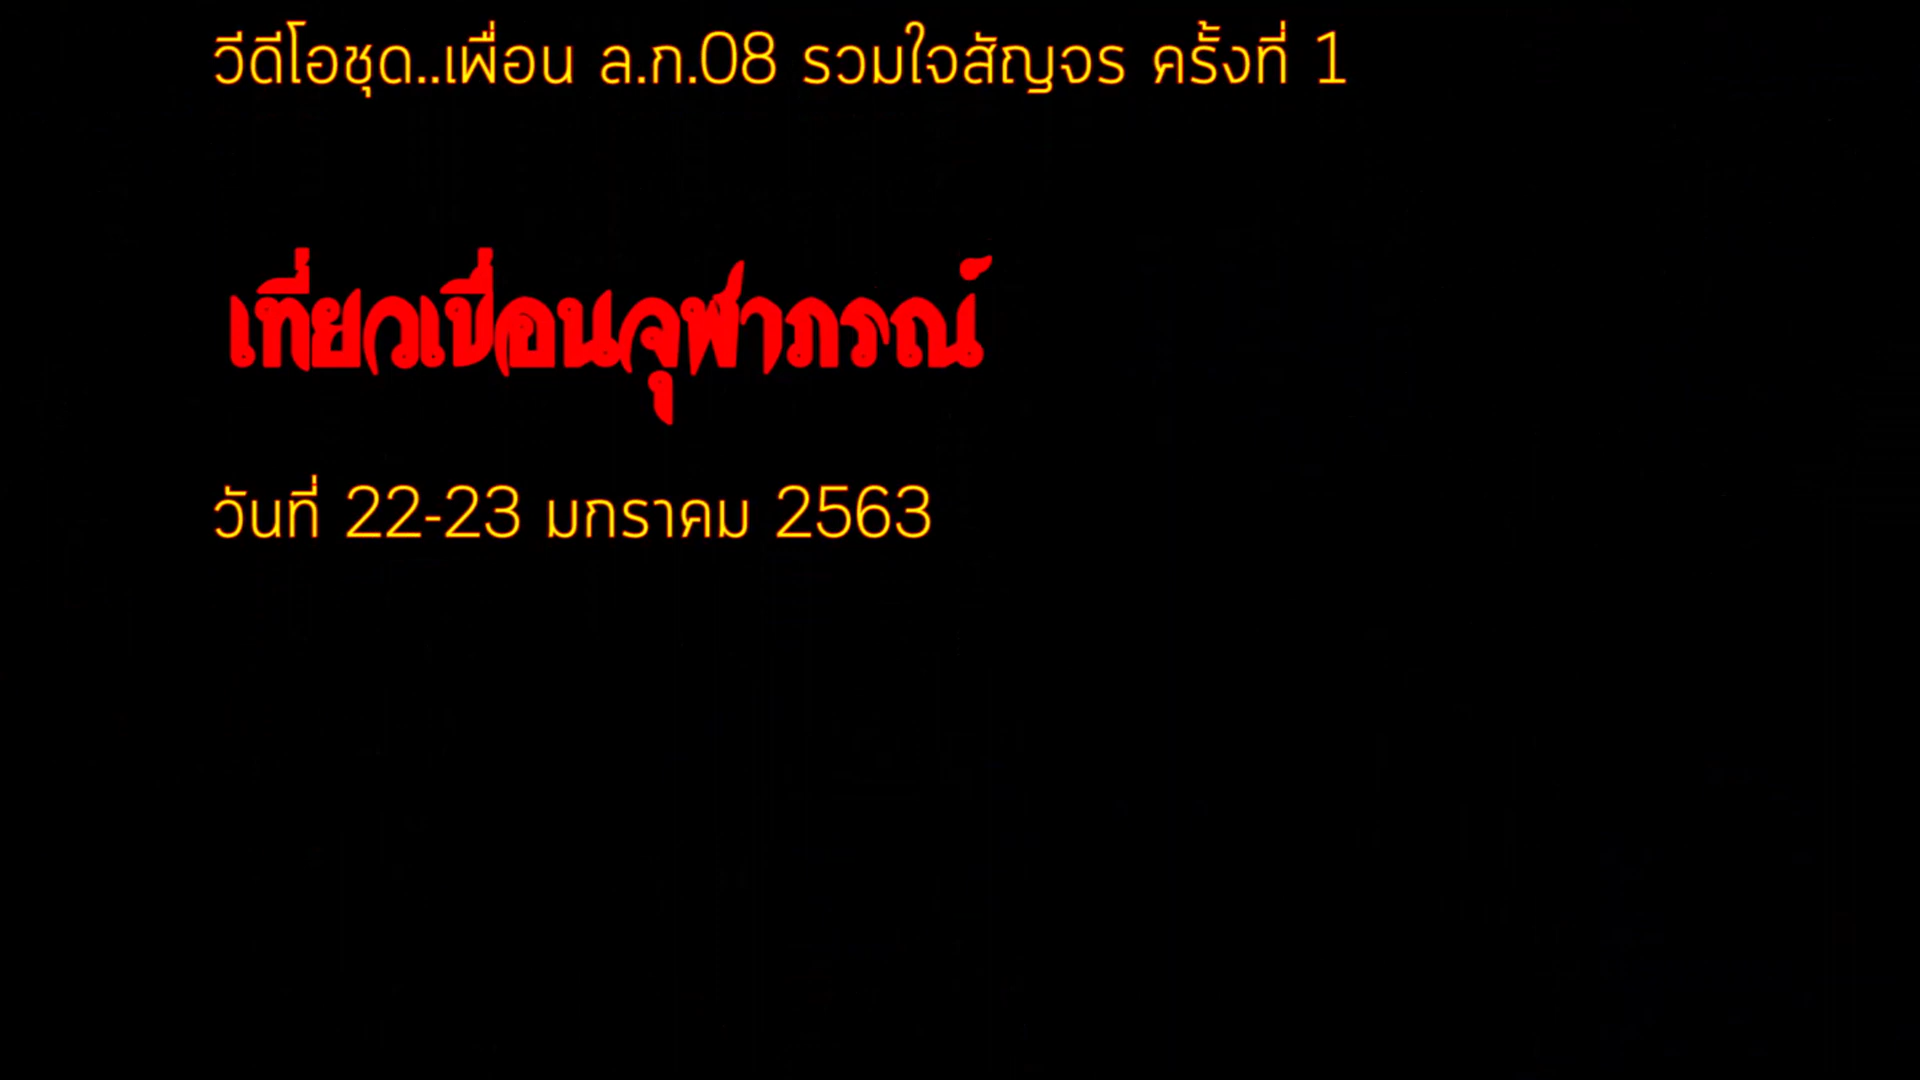 วีดีโอชุด..เพื่อน ล.ก.08 รวมใจสัญจร ครั้งที่ 1
เที่ยวเขื่อนจุฬาภรณ์
วันที่ 22-23 มกราคม 2563